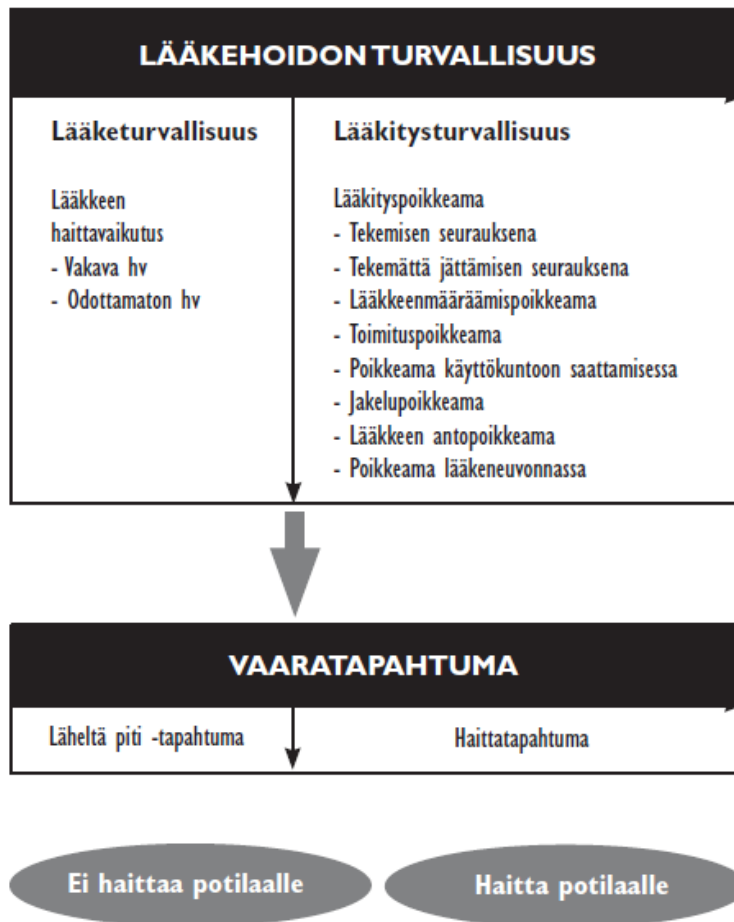 LÄÄKEHOIDON TURVALLISUUS
Lääketurvallisuus
Lääkkeen
haittavaikutus
- Vakava hv
- Odottamaton hv
Lääkitysturvallisuus
Lääkityspoikkeama
- Tekemisen seurauksena
- Tekemättä jättämisen seurauksena
- Lääkkeenmääräämispoikkeama
- Toimituspoikkeama
- Poikkeama käyttökuntoon saattamisessa
- Jakelupoikkeama
- Lääkkeen antopoikkeama
- Poikkeama lääkeneuvonnassa
VAARATAPAHTUMA
Läheltä piti -tapahtuma
Haittatapahtuma
Ei haittaa potilaalle
Haitta potilaalle